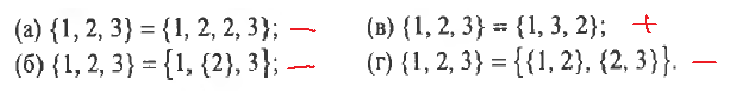 (а) {1, 2, 3} = {1, 2, 2, 3}; — (в) {1, 2, 3} = {1, 3, 2}; +
(б) {1, 2, 3} = {1, {2}, 3}; — (г) {1, 2, 3} = {{1, 2}, {2, 3}}. —